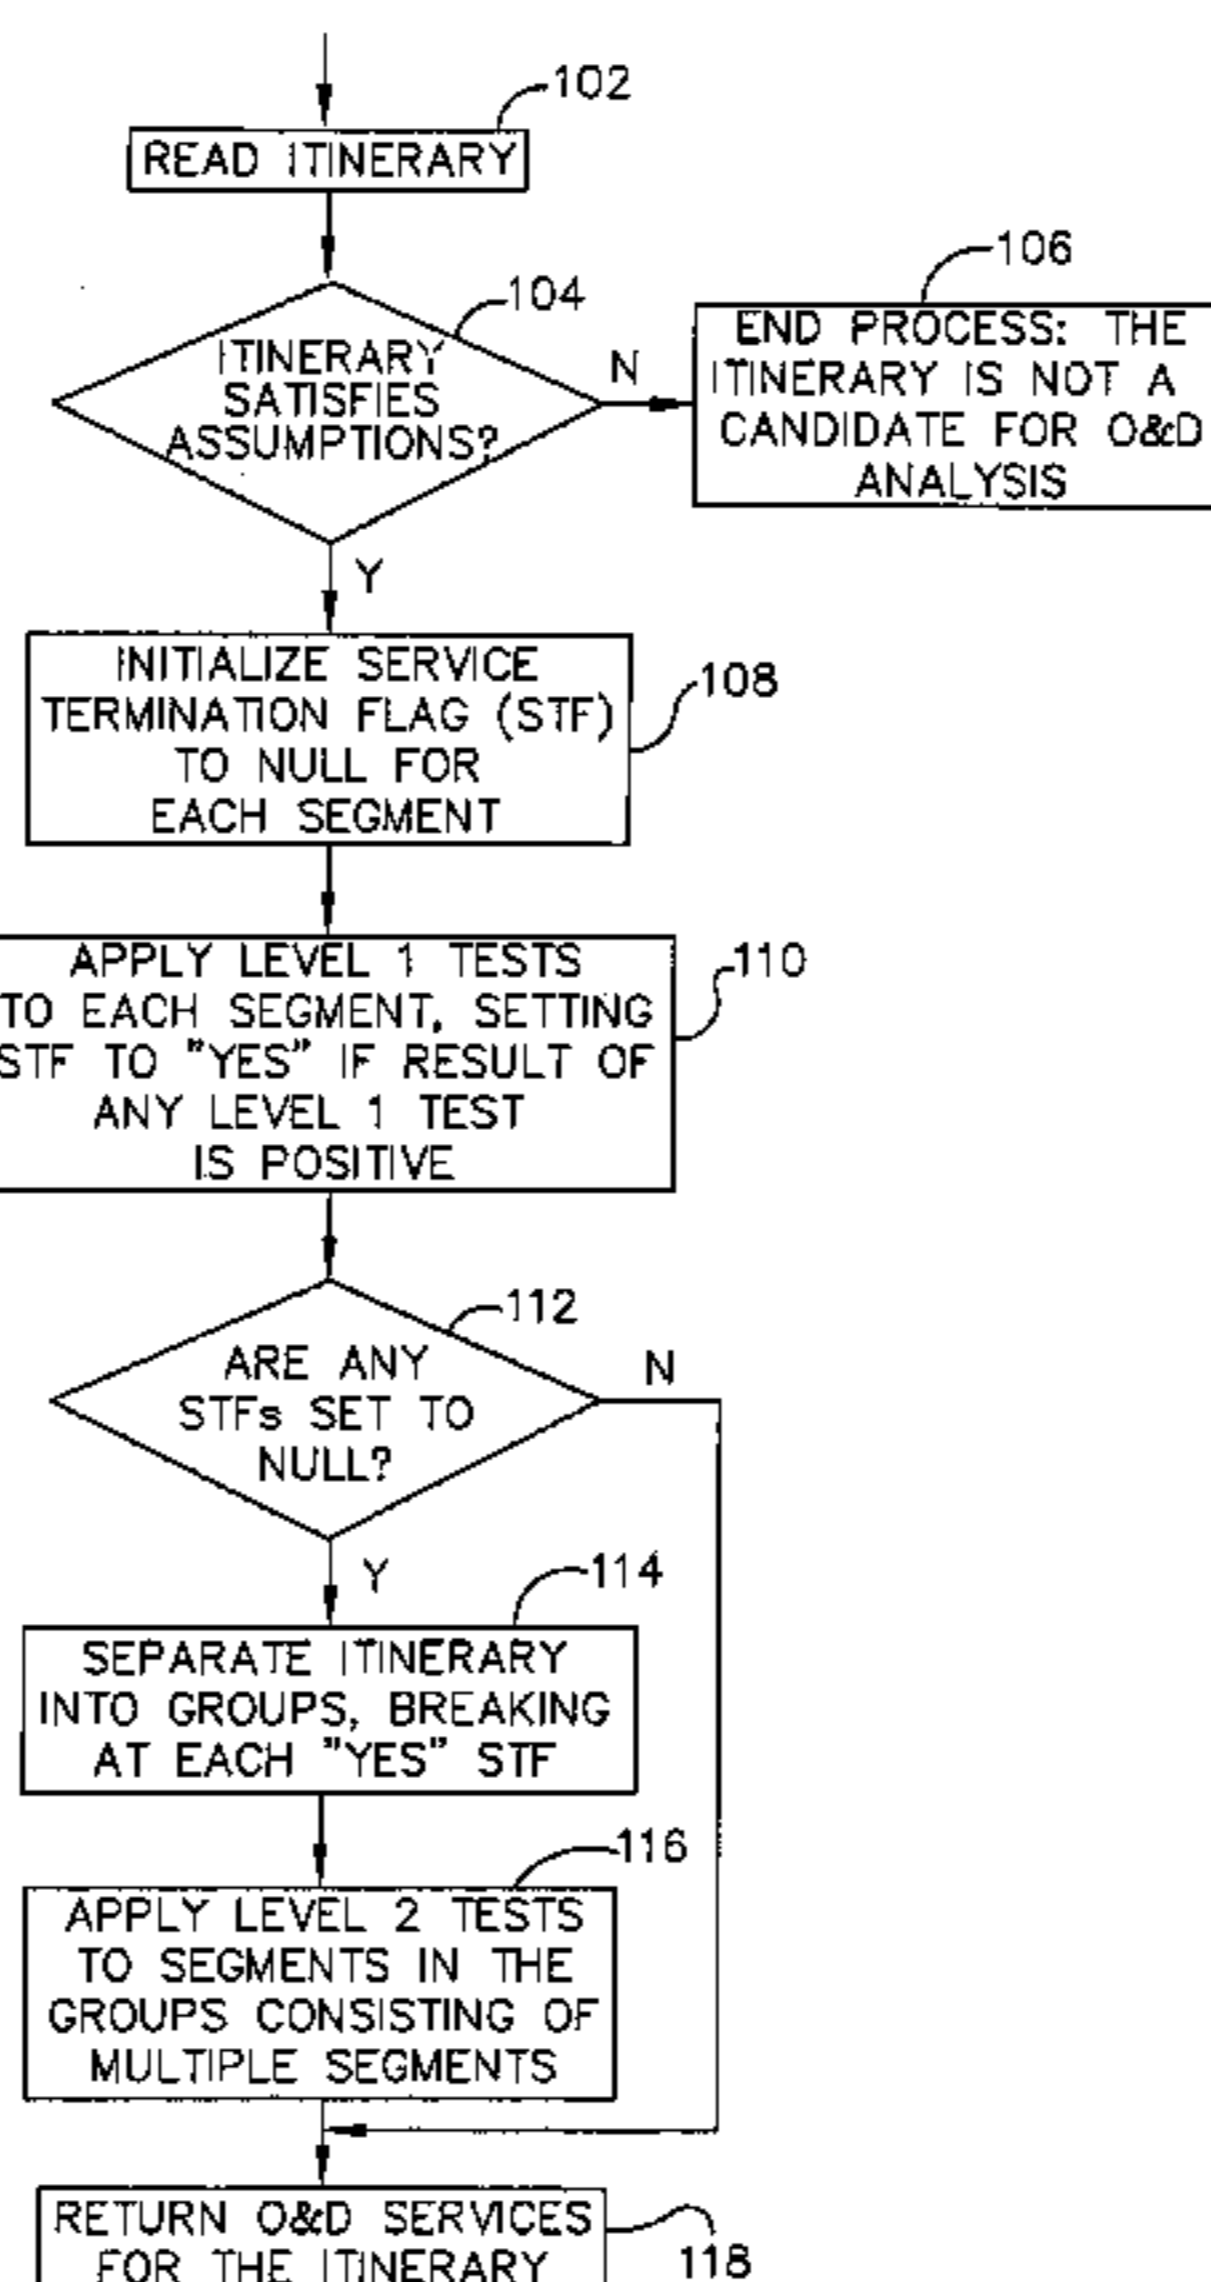 102
READ ITINERARY
104
ITINERARY
SATISFIES
ASSUMPTIONS?
N
106
END PROCESS: THE
ITINERARY IS NOT A
CANDIDATE FOR O&D
ANALYSIS
Y
INITIALIZE SERVICE
TERMINATION FLAG (STF)
TO NULL FOR
EACH SEGMENT
108
APPLY LEVEL 1 TESTS
TO EACH SEGMENT, SETTING
STF TO "YES" IF RESULT OF
ANY LEVEL 1 TEST
IS POSITIVE
110
112
ARE ANY
STFs SET TO
NULL?
N
Y
114
SEPARATE ITINERARY
INTO GROUPS, BREAKING
AT EACH "YES" STF
116
APPLY LEVEL 2 TESTS
TO SEGMENTS IN THE
GROUPS CONSISTING OF
MULTIPLE SEGMENTS
RETURN O&D SERVICES
FOR THE ITINERARY
118